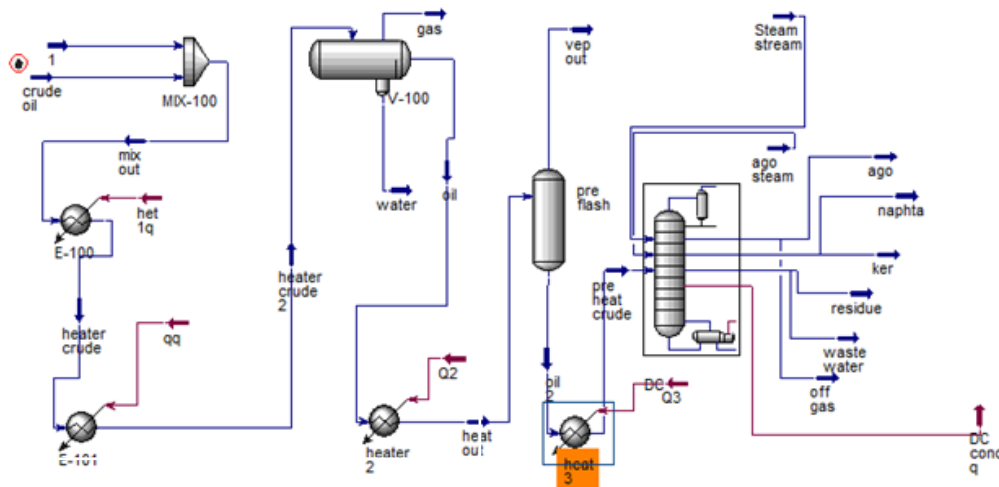 1
crude
oil
MIX-100
mix
out
het
1q
E-100
heater
crude
qq
E-101
heater
crude
2
gas
V-100
water
oil
Q2
heater
2
heat
out
vep
out
pre
flash
oil
2
DC
Q3
heat
3
pre
heat
crude
Steam
stream
ago
steam
ago
naphta
ker
residue
waste
water
off
gas
DC
cond
q